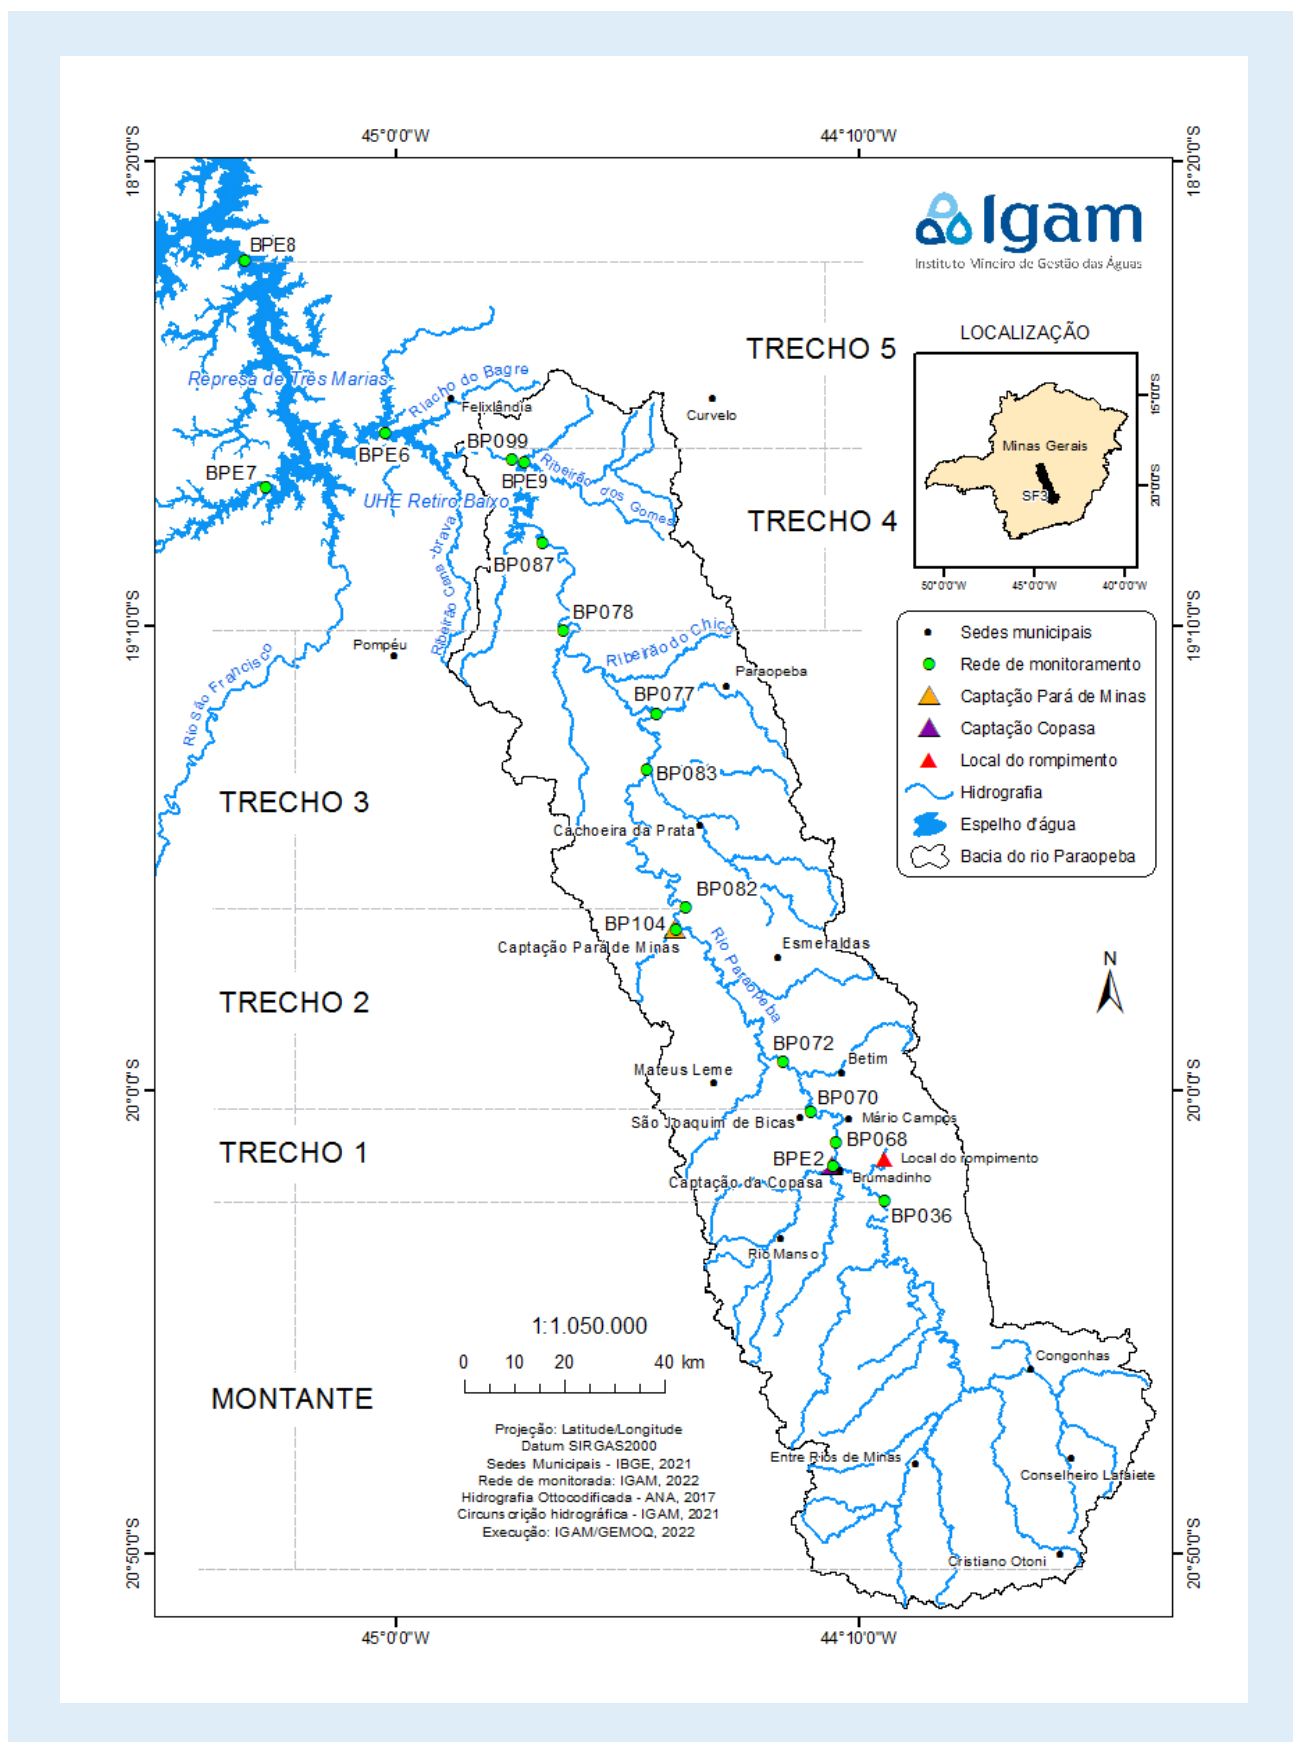 45°0'0"W
44°10'0"W
18°20'0"S
18°20'0"S
Igam
Instituto Mineiro de Gestão das Águas
BPE8
LOCALIZAÇÃO
TRECHO 5
Represa de Três Marias
Riacho do Bagre
Felixlândia
Curvelo
15°0'0"S
Minas Gerais
20°0'0"S
SF3
50°0'0"W
45°0'0"W
40°0'0"W
BP099
BPE6
BPE7
BPE9
Ribeirão dos Gomes
UHE Retiro Baixo
TRECHO 4
Ribeirão Cana-brava
BP087
19°10'0"S
19°10'0"S
BP078
Ribeirão do Chico
Pompéu
Rio São Francisco
Paraopeba
BP077
Sedes municipais
Rede de monitoramento
Captação Pará de Minas
Captação Copasa
Local do rompimento
Hidrografia
Espelho d'água
Bacia do rio Paraopeba
BP083
TRECHO 3
Cachoeira da Prata
BP082
BP104
Captação Pará de Minas
Rio Paraopeba
Esmeraldas
N
TRECHO 2
BP072
Betim
Mateus Leme
20°0'0"S
20°0'0"S
BP070
São Joaquim de Bicas
Mário Campos
TRECHO 1
BP068
BPE2
Local do rompimento
Captação da Copasa
Brumadinho
BP036
Rio Manso
1:1.050.000
0 10 20 40 km
Congonhas
MONTANTE
Projeção: Latitude/Longitude
Datum SIRGAS2000
Sedes Municipais - IBGE, 2021
Rede de monitorada: IGAM, 2022
Hidrografia Ottocodificada - ANA, 2017
Circunscrição hidrográfica - IGAM, 2021
Execução: IGAM/GEMOQ, 2022
Entre Rios de Minas
Conselheiro Lafaiete
Cristiano Otoni
20°50'0"S
20°50'0"S
45°0'0"W
44°10'0"W